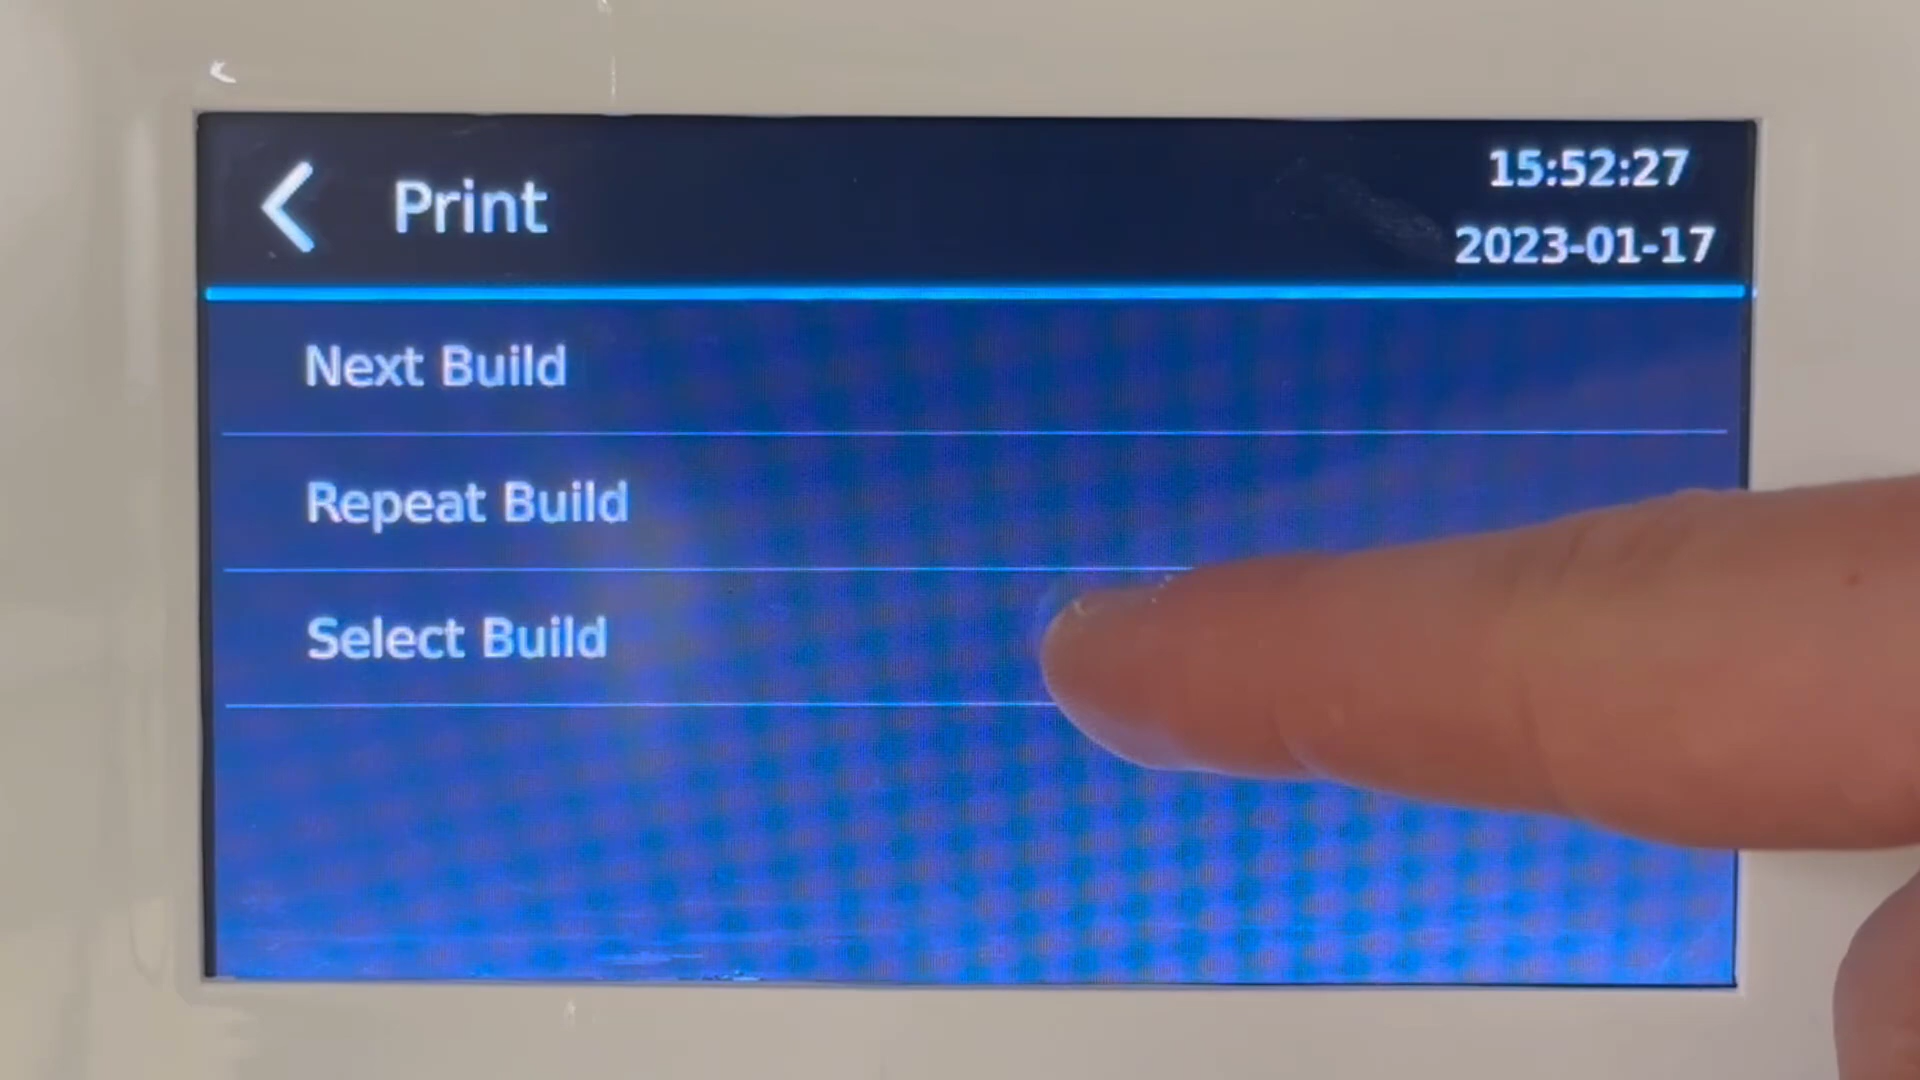 Print
15:52:27
2023-01-17
Next Build
Repeat Build
Select Build